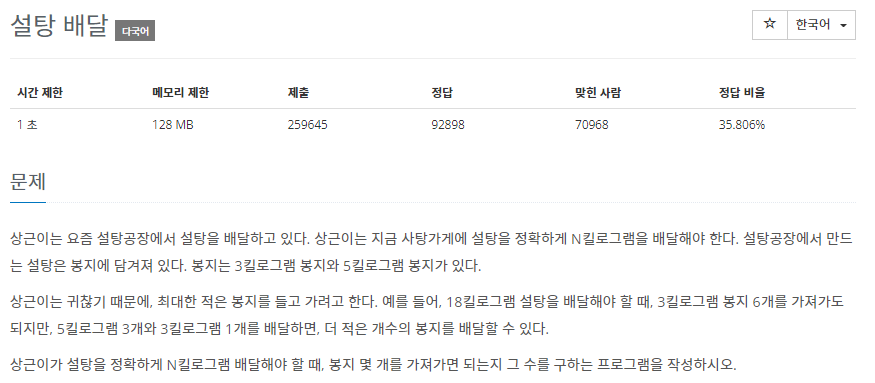 설탕 배달 다국어
☆ 한국어
시간 제한 메모리 제한 제출 정답 맞힌 사람 정답 비율
1 초 128 MB 259645 92898 70968 35.806%
문제
상근이는 요즘 설탕공장에서 설탕을 배달하고 있다. 상근이는 지금 사탕가게에 설탕을 정확하게 N킬로그램을 배달해야 한다. 설탕공장에서 만드
는 설탕은 봉지에 담겨져 있다. 봉지는 3킬로그램 봉지와 5킬로그램 봉지가 있다.
상근이는 귀찮기 때문에, 최대한 적은 봉지를 들고 가려고 한다. 예를 들어, 18킬로그램 설탕을 배달해야 할 때, 3킬로그램 봉지 6개를 가져가도
되지만, 5킬로그램 3개와 3킬로그램 1개를 배달하면, 더 적은 개수의 봉지를 배달할 수 있다.
상근이가 설탕을 정확하게 N킬로그램 배달해야 할 때, 봉지 몇 개를 가져가면 되는지 그 수를 구하는 프로그램을 작성하시오.